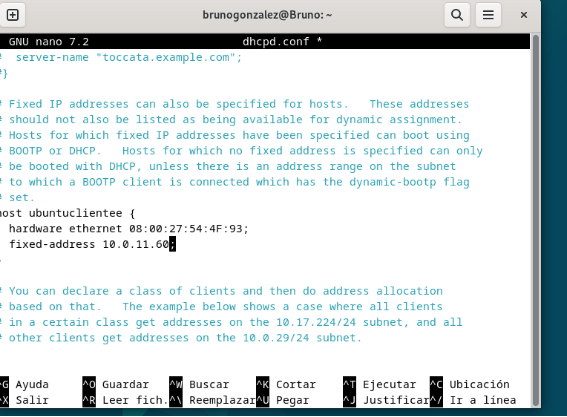 brunogonzalez@Bruno: ~
GNU nano 7.2 dhcpd.conf *
# server-name "toccata.example.com";
#}
# Fixed IP addresses can also be specified for hosts. These addresses
# should not also be listed as being available for dynamic assignment.
# Hosts for which fixed IP addresses have been specified can boot using
# BOOTP or DHCP. Hosts for which no fixed address is specified can only
# be booted with DHCP, unless there is an address range on the subnet
# to which a BOOTP client is connected which has the dynamic-bootp flag
# set.
host ubuntuclientee {
hardware ethernet 08:00:27:54:4F:93;
fixed-address 10.0.11.60;
}
# You can declare a class of clients and then do address allocation
# based on that. The example below shows a case where all clients
# in a certain class get addresses on the 10.17.224/24 subnet, and all
# other clients get addresses on the 10.0.29/24 subnet.
^G Ayuda ^O Guardar ^W Buscar ^K Cortar ^T Ejecutar ^C Ubicación
^X Salir ^R Leer fich. ^\ Reemplazar ^U Pegar ^J Justificar ^/ Ir a línea